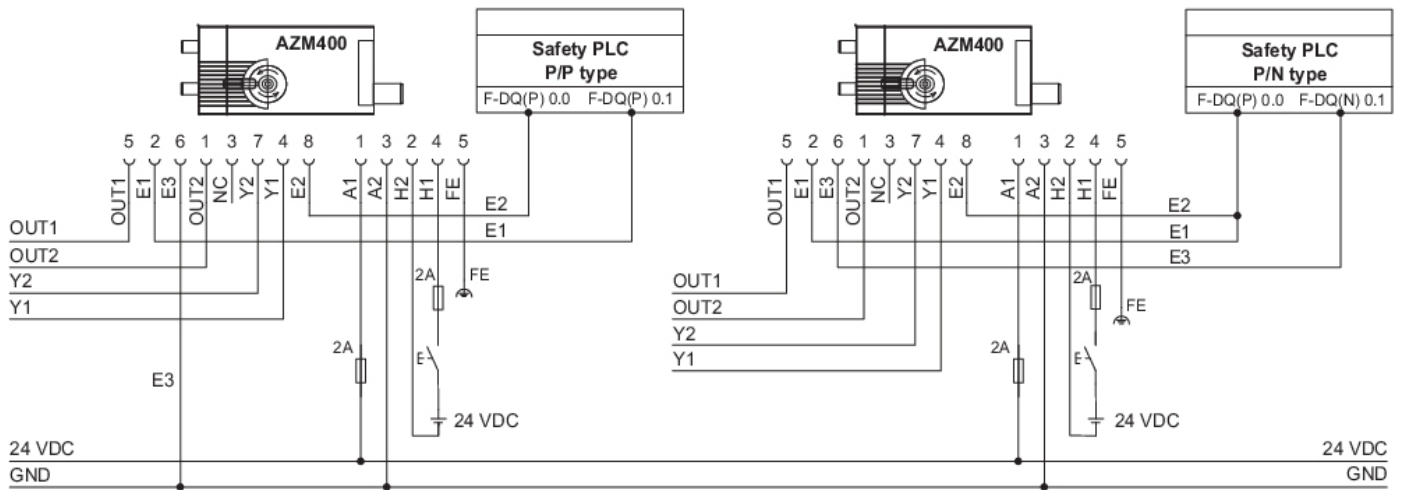 AZM400
Safety PLC
P/P type
F-DQ(P) 0.0 F-DQ(P) 0.1
5 2 6 1 3 7 4 8 1 3 2 4 5
OUT1 E1 E3 OUT2 NC Y2 Y1 E2 A1 A2 H2 H1 FE
E2
E1
OUT1
OUT2
Y2
Y1
2A
FE
2A
E3
24 VDC
AZM400
Safety PLC
P/N type
F-DQ(P) 0.0 F-DQ(N) 0.1
5 2 6 1 3 7 4 8 1 3 2 4 5
OUT1 E1 E3 OUT2 NC Y2 Y1 E2 A1 A2 H2 H1 FE
E2
E1
E3
OUT1
OUT2
Y2
Y1
2A
FE
2A
24 VDC
24 VDC 24 VDC
GND GND